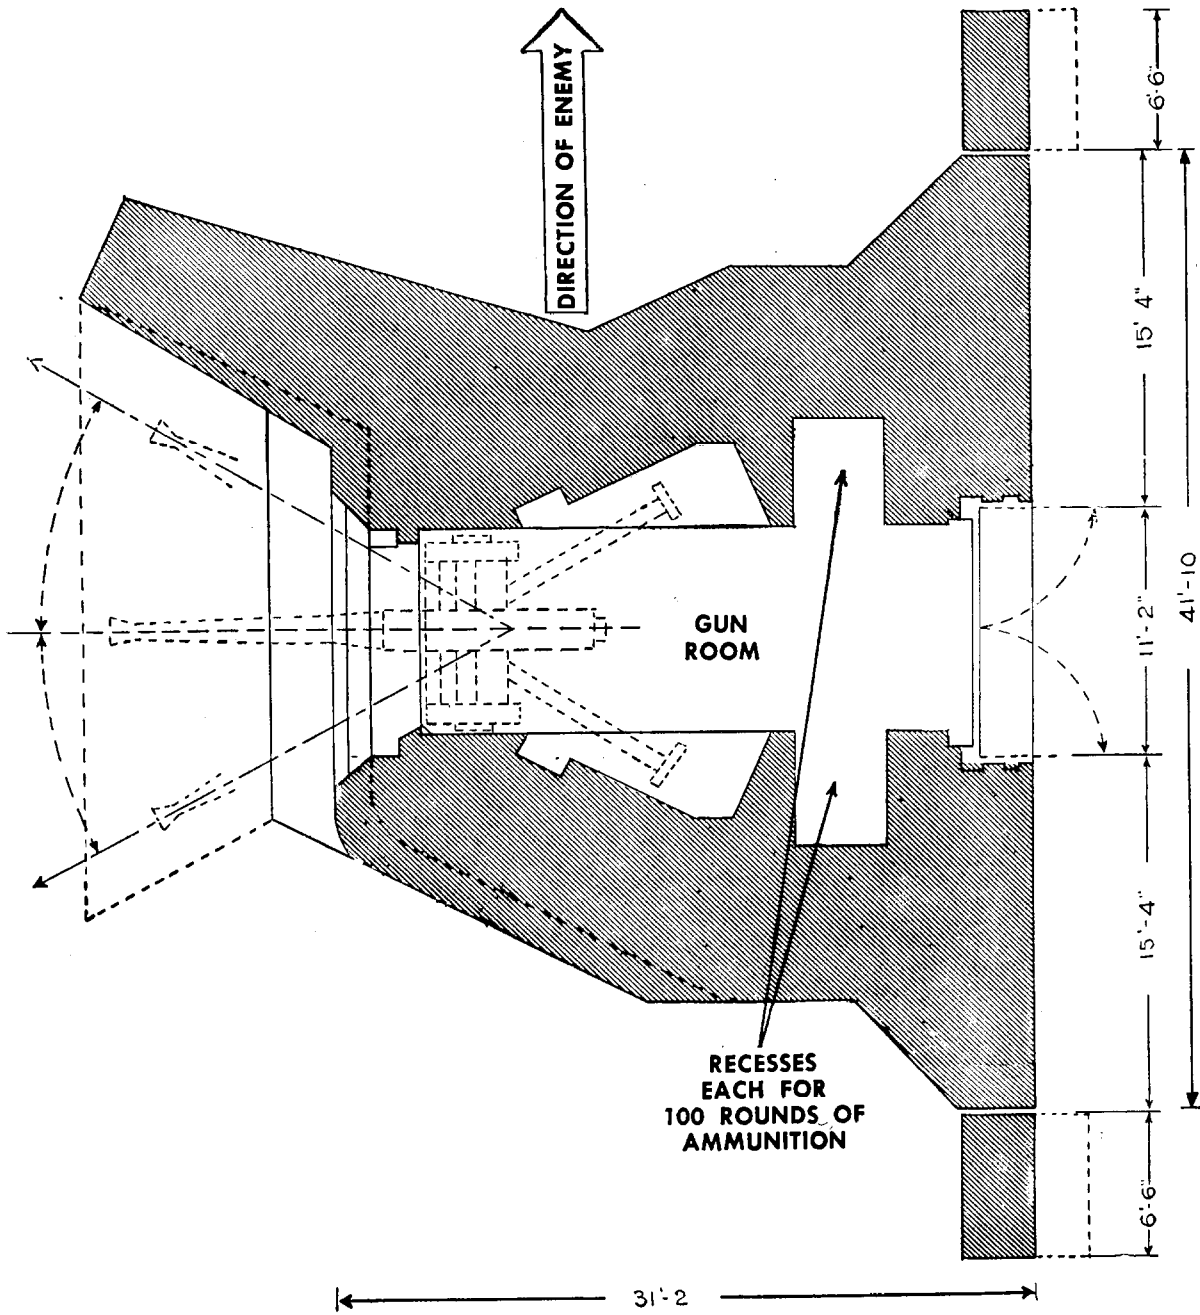 DIRECTION OF ENEMY
6'-6"
15' 4"
11'-2"
41'-10
15'-4"
6'-6"
GUN
ROOM
RECESSES
EACH FOR
100 ROUNDS OF
AMMUNITION
31'-2